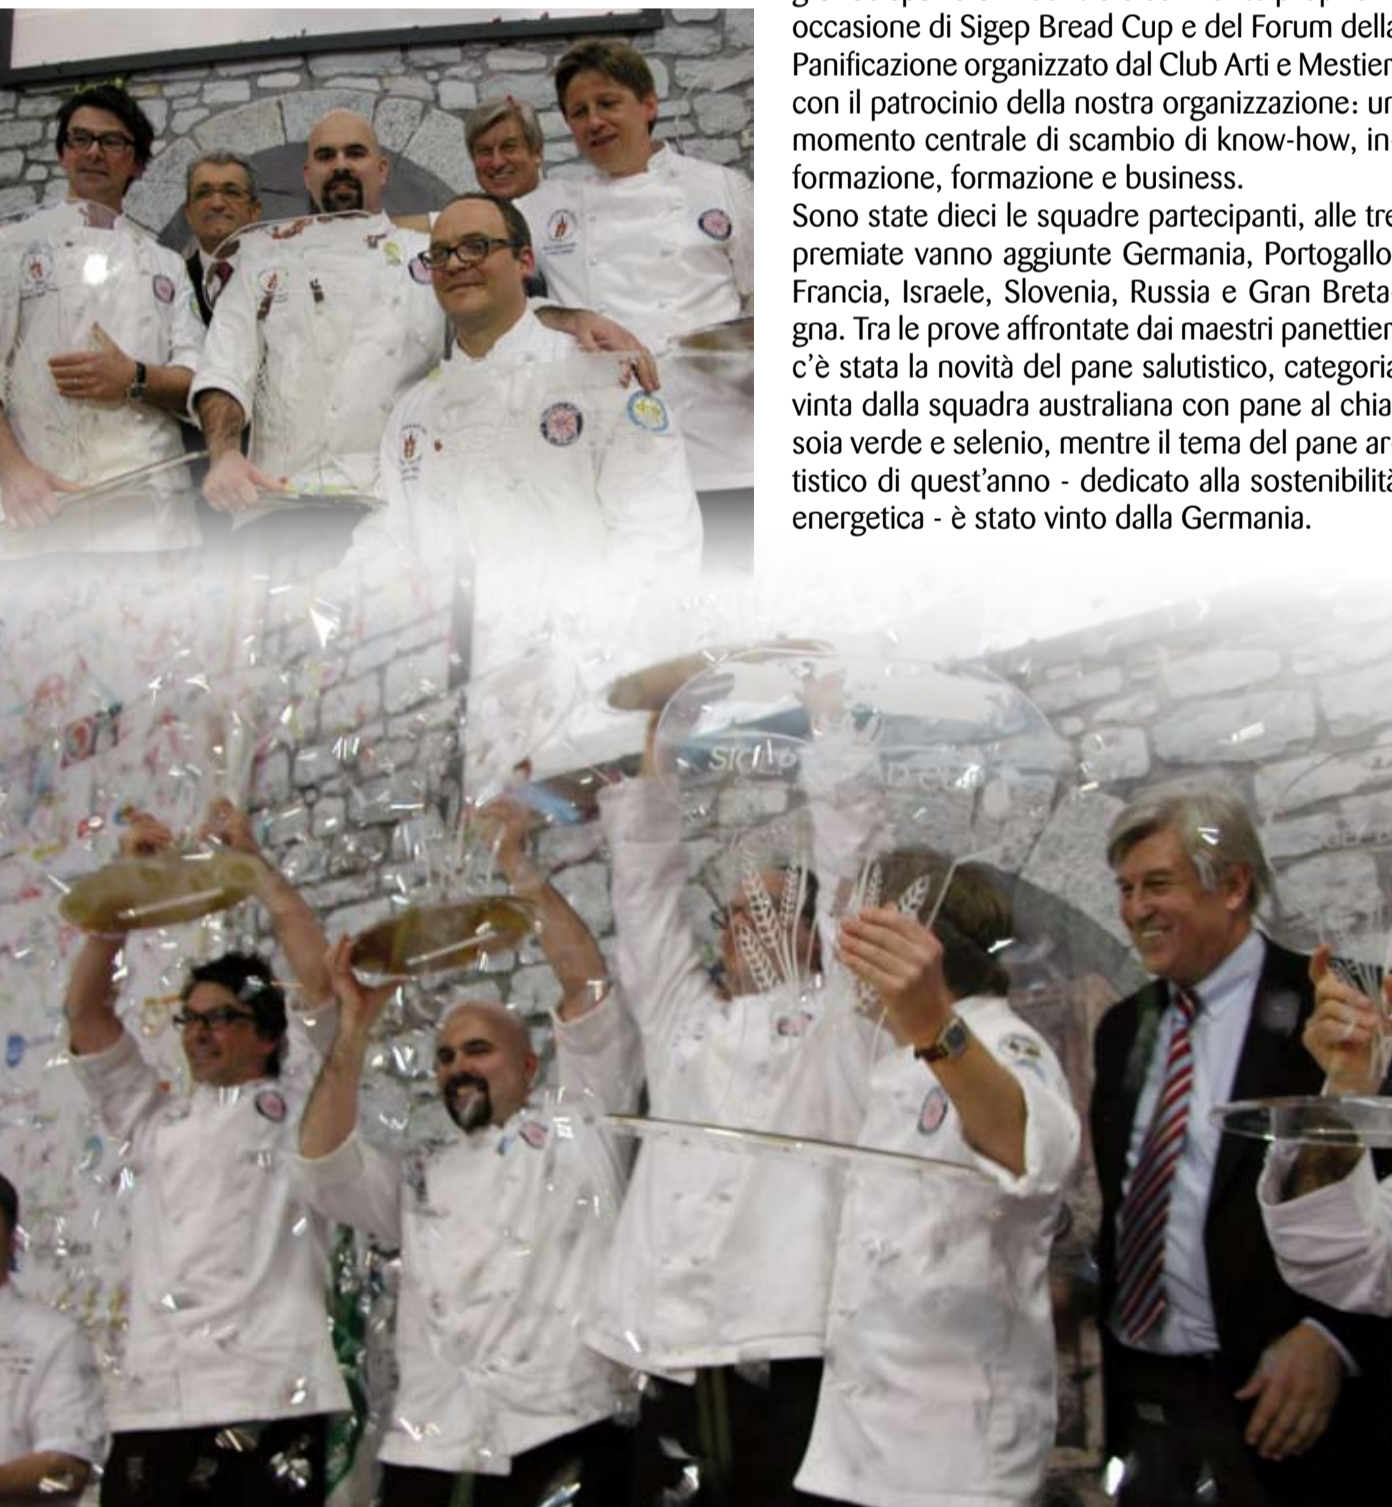 occasione di Sigep Bread Cup e del Forum della
Panificazione organizzato dal Club Arti e Mestier
con il patrocinio della nostra organizzazione: un
momento centrale di scambio di know-how, in-
formazione, formazione e business.
Sono state dieci le squadre partecipanti, alle tre
premiate vanno aggiunte Germania, Portogallo
Francia, Israele, Slovenia, Russia e Gran Breta-
gna. Tra le prove affrontate dai maestri panettier
c'è stata la novità del pane salutistico, categoria
vinta dalla squadra australiana con pane al chia
soia verde e selenio, mentre il tema del pane ar-
tistico di quest'anno - dedicato alla sostenibilità
energetica - è stato vinto dalla Germania.